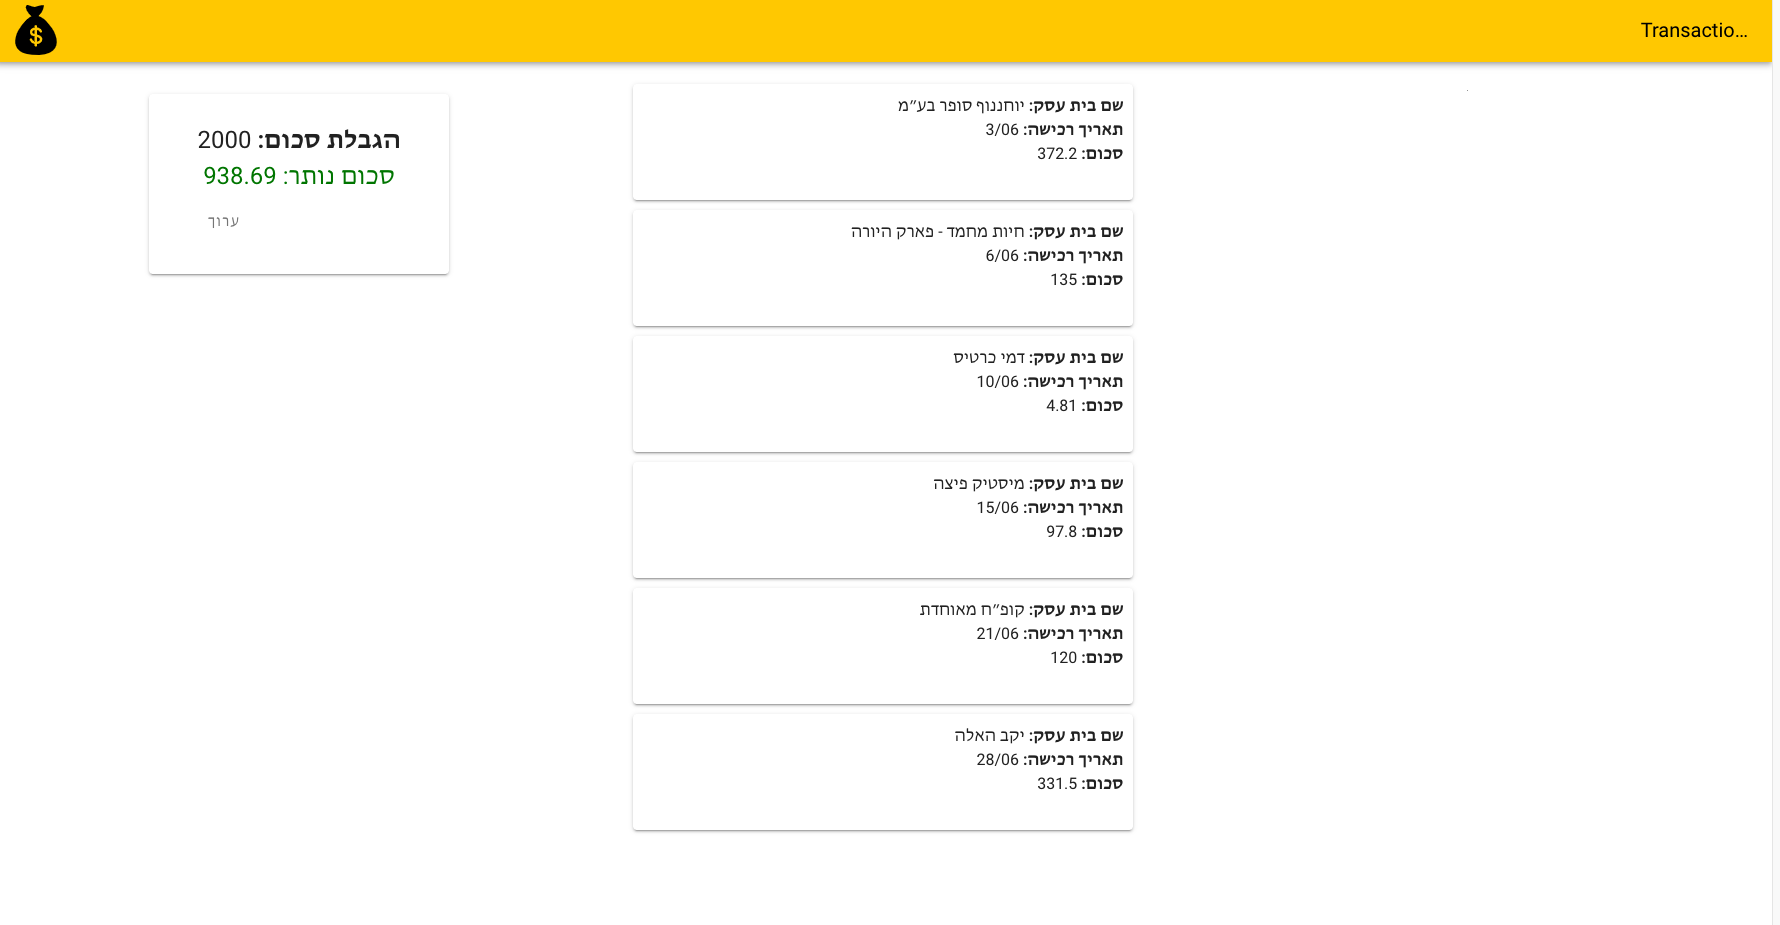 Transactio...
$
הגבלת סכום: 2000
סכום נותר: 938.69
ערוך
שם בית עסק: יוחננוף סופר בע״מ
תאריך רכישה: 3/06
סכום: 372.2
שם בית עסק: חיות מחמד - פארק היורה
תאריך רכישה: 6/06
סכום: 135
שם בית עסק: דמי כרטיס
תאריך רכישה: 10/06
סכום: 4.81
שם בית עסק: מיסטיק פיצה
תאריך רכישה: 15/06
סכום: 97.8
שם בית עסק: קופ״ח מאוחדת
תאריך רכישה: 21/06
סכום: 120
שם בית עסק: יקב האלה
תאריך רכישה: 28/06
סכום: 331.5